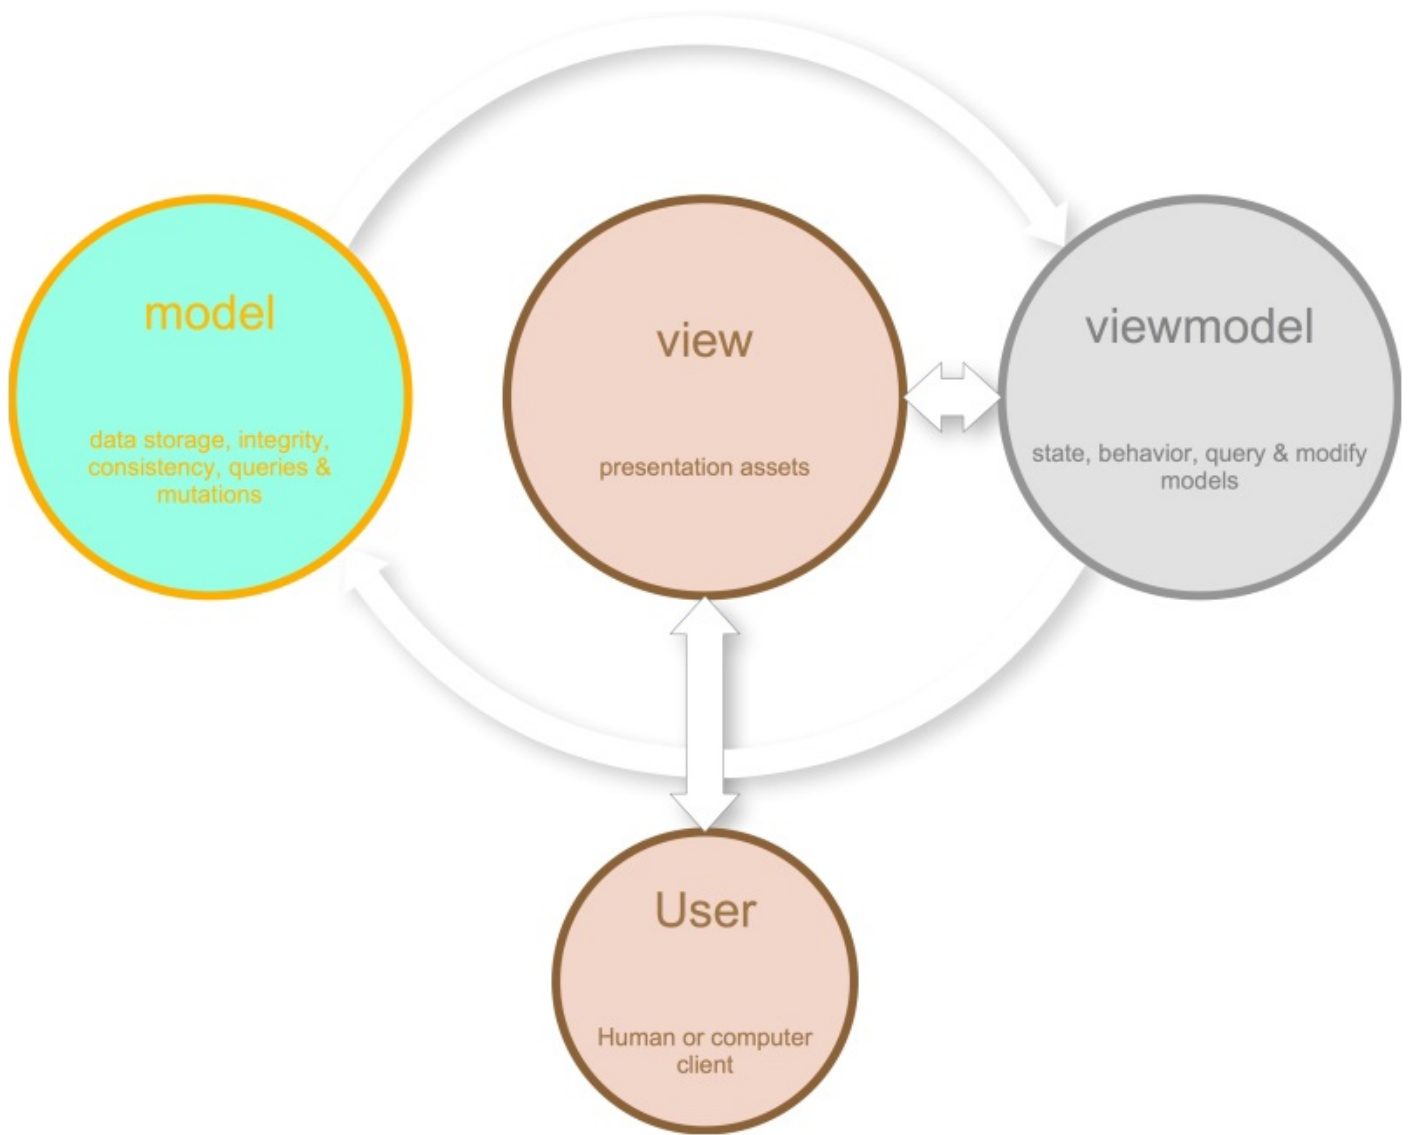 model
data storage, integrity,
consistency, queries &
mutations
view
presentation assets
viewmodel
state, behavior, query & modify
models
User
Human or computer
client